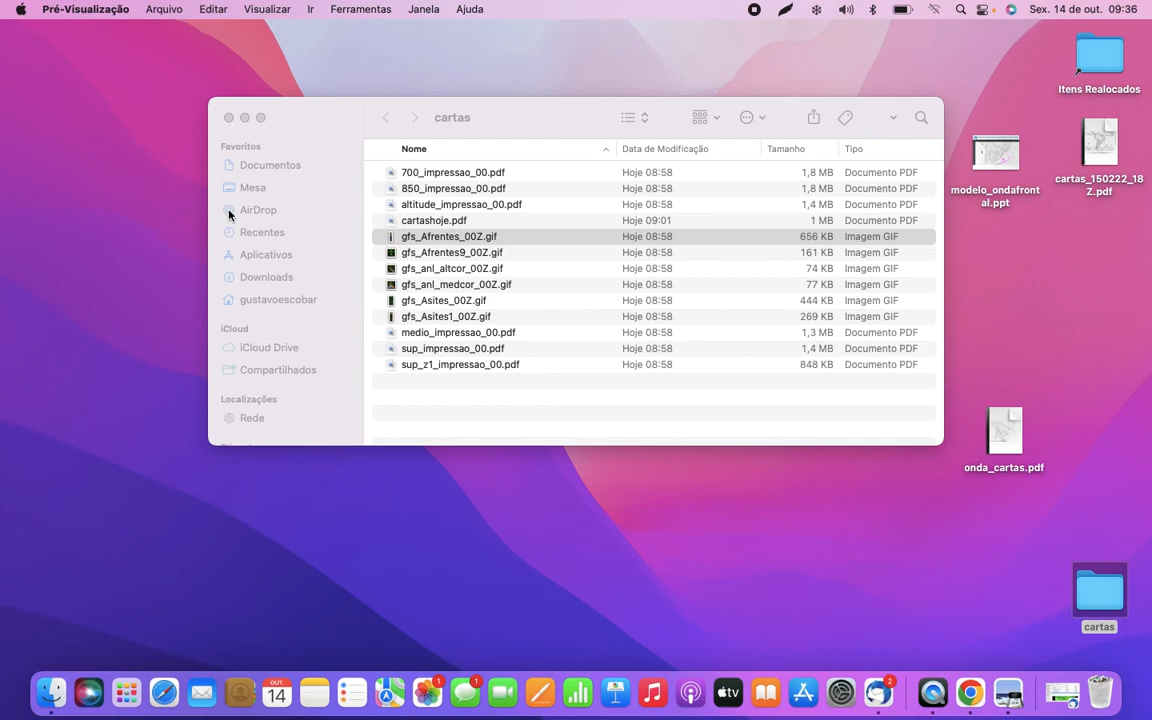 Pré-Visualização Arquivo Editar Visualizar Ir Ferramentas Janela Ajuda Sex. 14 de out. 09:36
Itens Realocados
modelo_ondafront
al.ppt
cartas_150222_18
Z.pdf
onda_cartas.pdf
cartas
cartas
Favoritos
Documentos
Mesa
AirDrop
Recentes
Aplicativos
Downloads
gustavoescobar
iCloud
iCloud Drive
Compartilhados
Localizações
Rede
Nome Data de Modificação Tamanho Tipo
700_impressao_00.pdf Hoje 08:58 1,8 MB Documento PDF
850_impressao_00.pdf Hoje 08:58 1,8 MB Documento PDF
altitude_impressao_00.pdf Hoje 08:58 1,4 MB Documento PDF
cartashoje.pdf Hoje 09:01 1 MB Documento PDF
gfs_Afrentes_00Z.gif Hoje 08:58 656 KB Imagem GIF
gfs_Afrentes9_00Z.gif Hoje 08:58 161 KB Imagem GIF
gfs_anl_altcor_00Z.gif Hoje 08:58 74 KB Imagem GIF
gfs_anl_medcor_00Z.gif Hoje 08:58 77 KB Imagem GIF
gfs_Asites_00Z.gif Hoje 08:58 444 KB Imagem GIF
gfs_Asites1_00Z.gif Hoje 08:58 269 KB Imagem GIF
medio_impressao_00.pdf Hoje 08:58 1,3 MB Documento PDF
sup_impressao_00.pdf Hoje 08:58 1,4 MB Documento PDF
sup_z1_impressao_00.pdf Hoje 08:58 848 KB Documento PDF
OUT.
14
1
1
tv
2